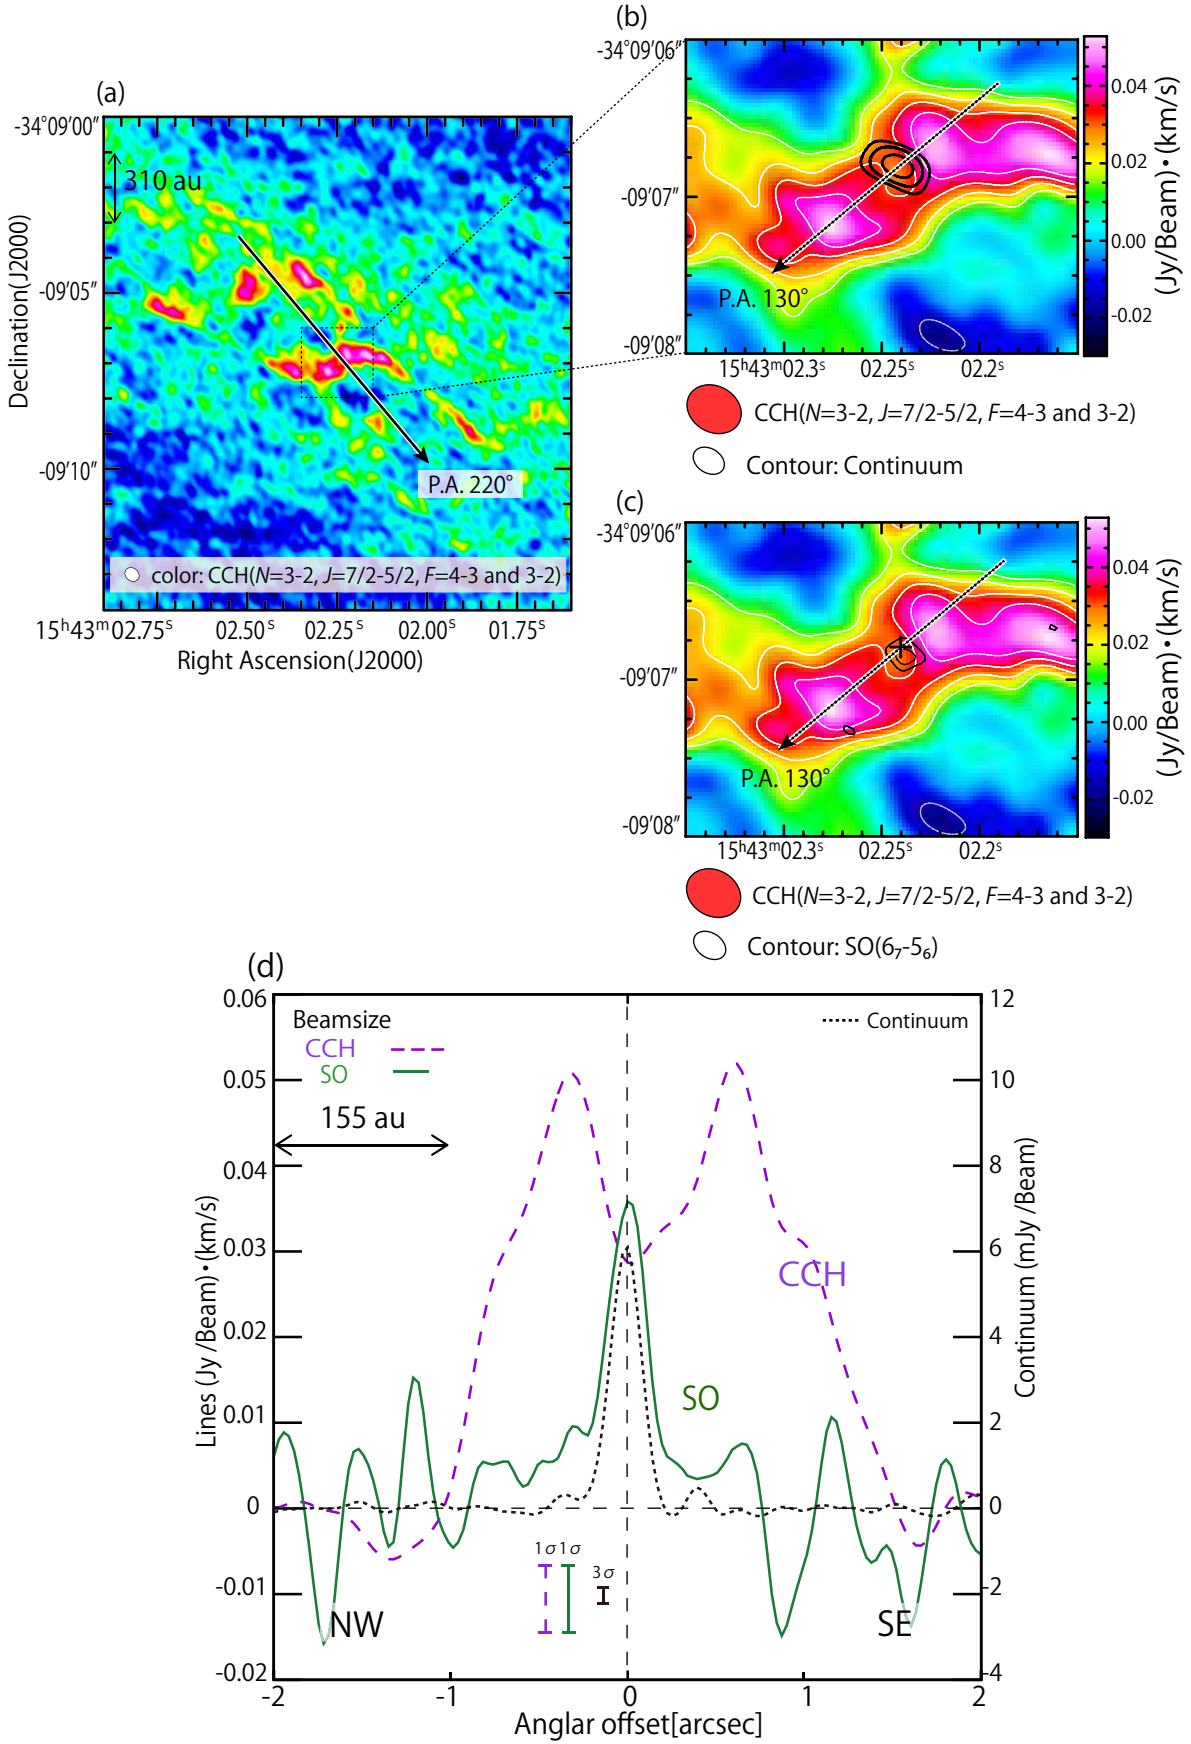 (a)
-34°09′00″
310 au
-09′05″
-09′10″
Declination(J2000)
P.A. 220°
color: CCH(N=3-2, J=7/2-5/2, F=4-3 and 3-2)
15ʰ43ᵐ02.75ˢ 02.50ˢ 02.25ˢ 02.00ˢ 01.75ˢ
Right Ascension(J2000)
(b)
-34°09′06″
-09′07″
-09′08″
P.A. 130°
15ʰ43ᵐ02.3ˢ 02.25ˢ 02.2ˢ
0.04
0.02
0.00
-0.02
(Jy/Beam)•(km/s)
CCH(N=3-2, J=7/2-5/2, F=4-3 and 3-2)
Contour: Continuum
(c)
-34°09′06″
-09′07″
-09′08″
P.A. 130°
15ʰ43ᵐ02.3ˢ 02.25ˢ 02.2ˢ
0.04
0.02
0.00
-0.02
(Jy/Beam)•(km/s)
CCH(N=3-2, J=7/2-5/2, F=4-3 and 3-2)
Contour: SO(6₇-5₆)
(d)
0.06
0.05
0.04
0.03
0.02
0.01
0
-0.01
-0.02
Lines (Jy /Beam)•(km/s)
Beamsize
CCH
SO
155 au
Continuum
CCH
SO
1σ 1σ
3σ
NW
SE
12
10
8
6
4
2
0
-2
-4
Continuum (mJy /Beam)
-2 -1 0 1 2
Anglar offset[arcsec]